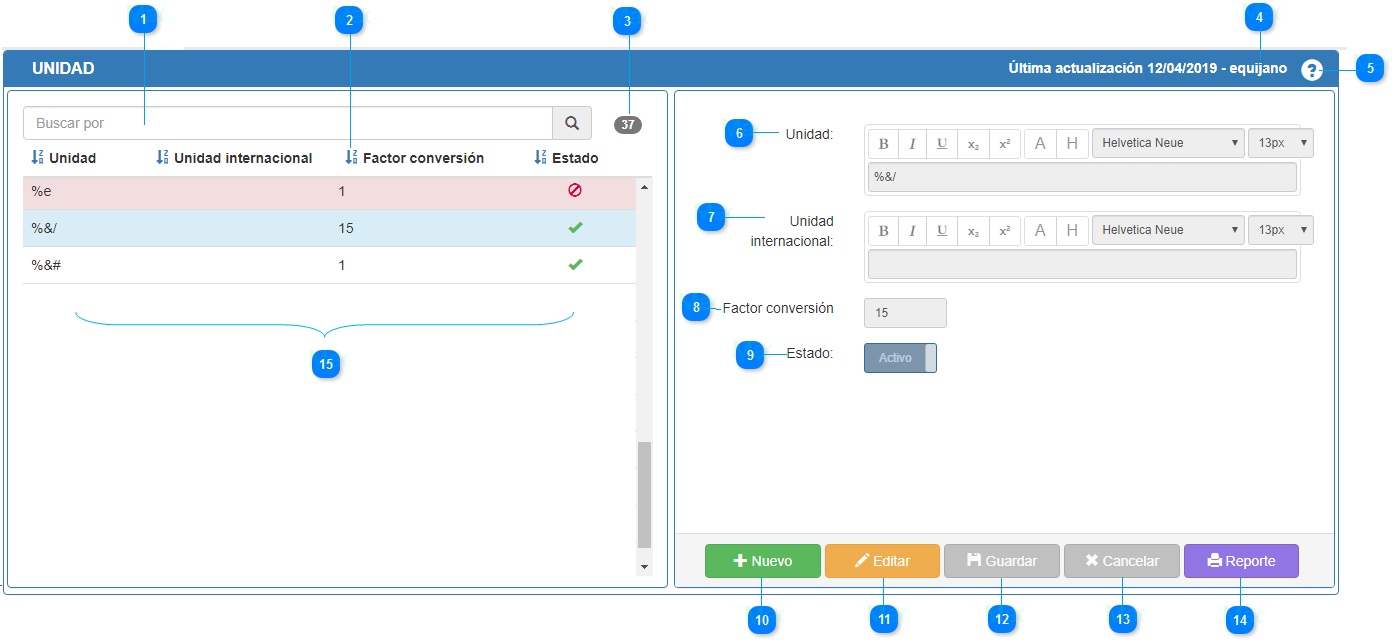 1
2
3
4
UNIDAD
Última actualización 12/04/2019 - equijano
?
5
Buscar por
37
Unidad
Unidad internacional
Factor conversión
Estado
%e
1
%&/
15
%&#
1
15
6
Unidad:
B I U x₂ x² A H Helvetica Neue 13px
%&/
7
Unidad
internacional:
B I U x₂ x² A H Helvetica Neue 13px
8
Factor conversión
15
9
Estado:
Activo
Nuevo
Editar
Guardar
Cancelar
Reporte
10
11
12
13
14